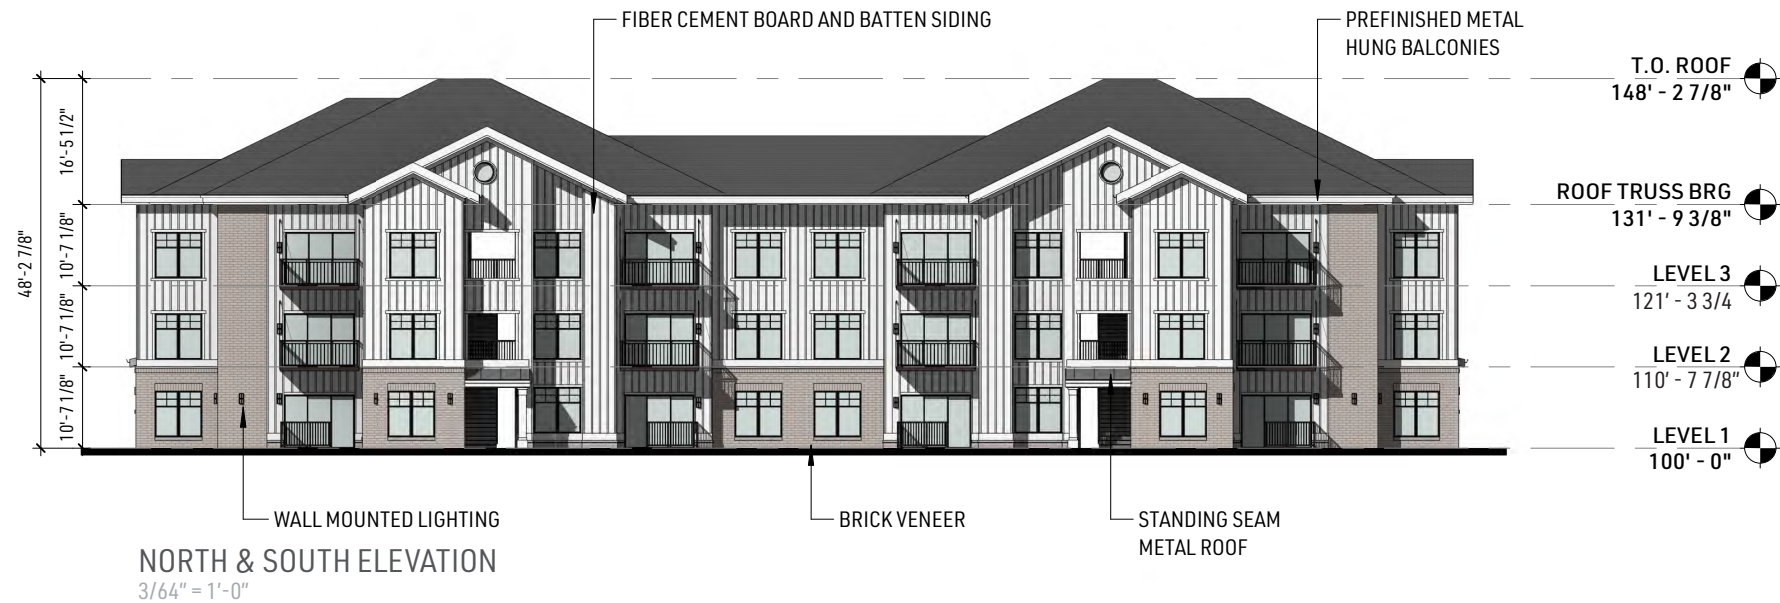 FIBER CEMENT BOARD AND BATTEN SIDING
PREFINISHED METAL
HUNG BALCONIES
T.O. ROOF
148' - 2 7/8"
ROOF TRUSS BRG
131' - 9 3/8"
LEVEL 3
121' - 3 3/4
LEVEL 2
110' - 7 7/8"
LEVEL 1
100' - 0"
48'-2 7/8"
16'-5 1/2"
10'-7 1/8"
10'-7 1/8"
10'-7 1/8"
WALL MOUNTED LIGHTING
BRICK VENEER
STANDING SEAM
METAL ROOF
NORTH & SOUTH ELEVATION
3/64" = 1'-0"